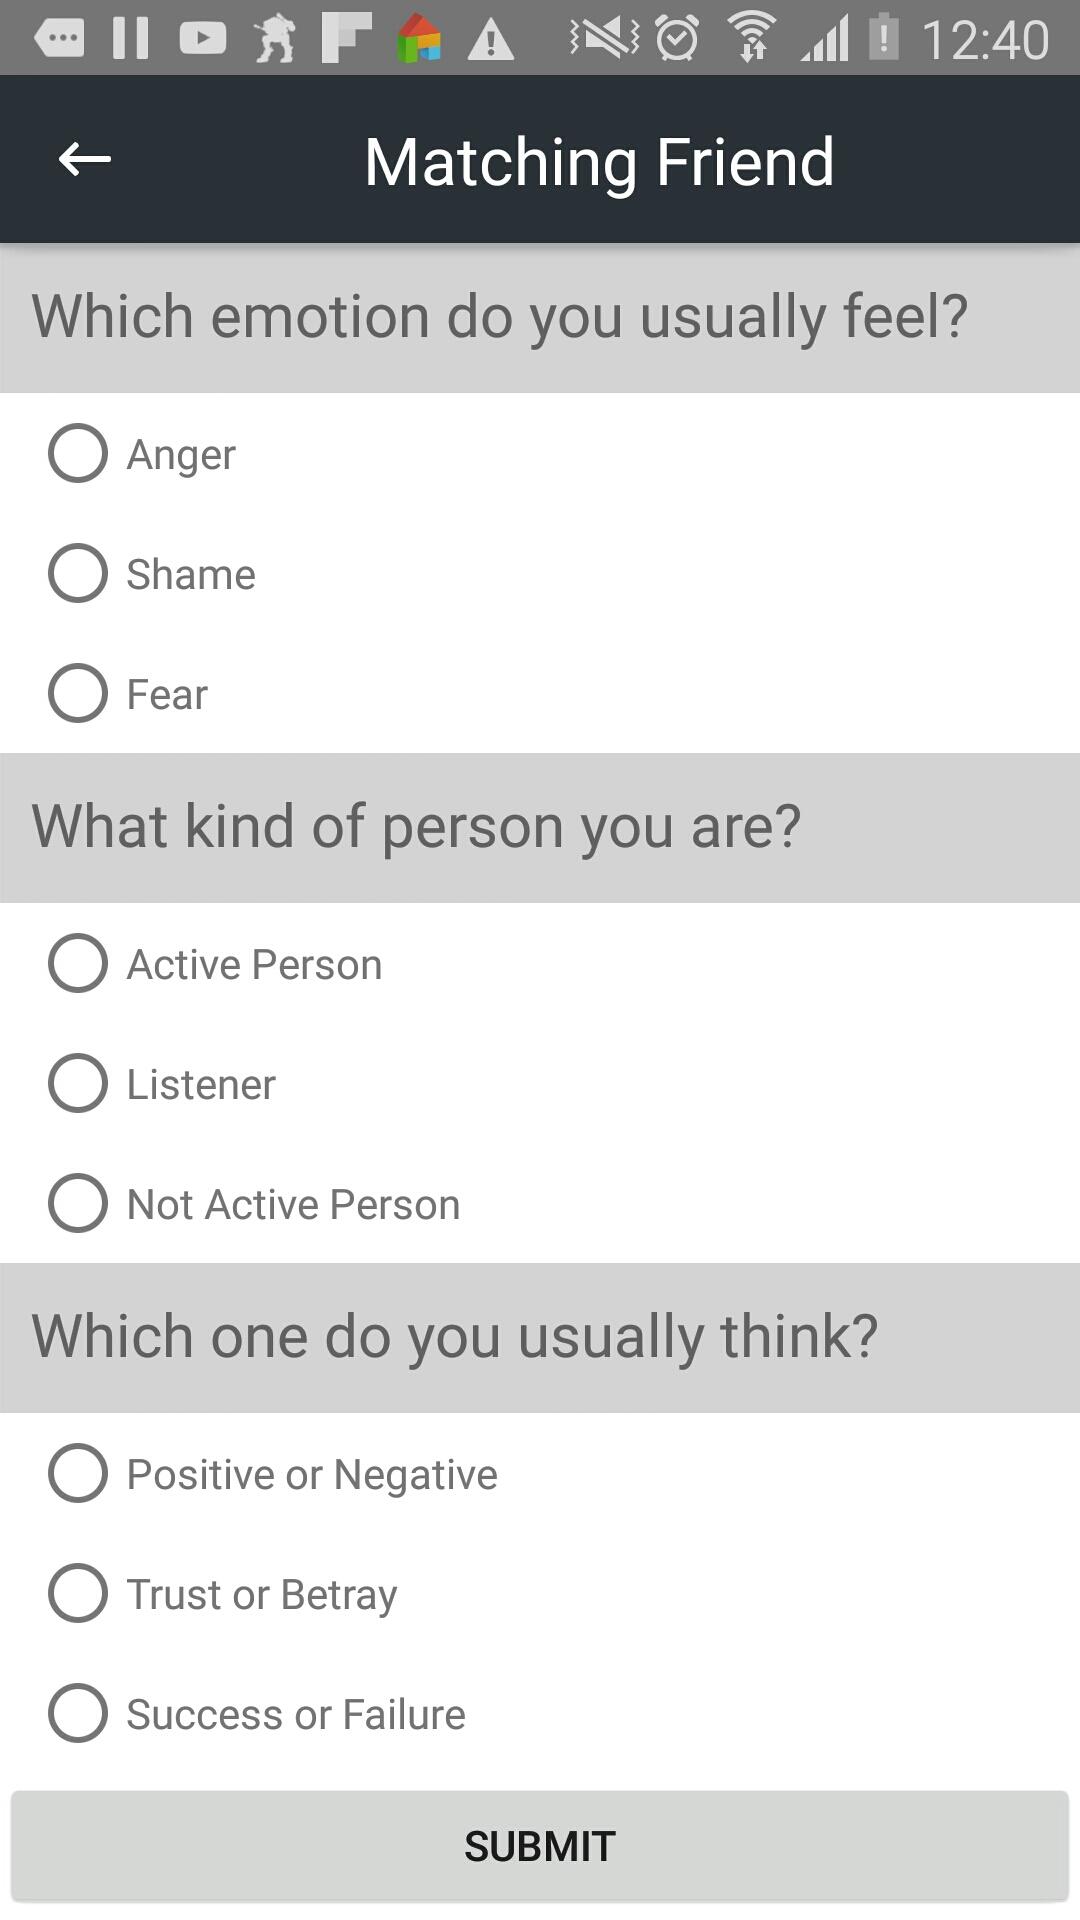 12:40
Matching Friend
Which emotion do you usually feel?
Anger
Shame
Fear
What kind of person you are?
Active Person
Listener
Not Active Person
Which one do you usually think?
Positive or Negative
Trust or Betray
Success or Failure
SUBMIT